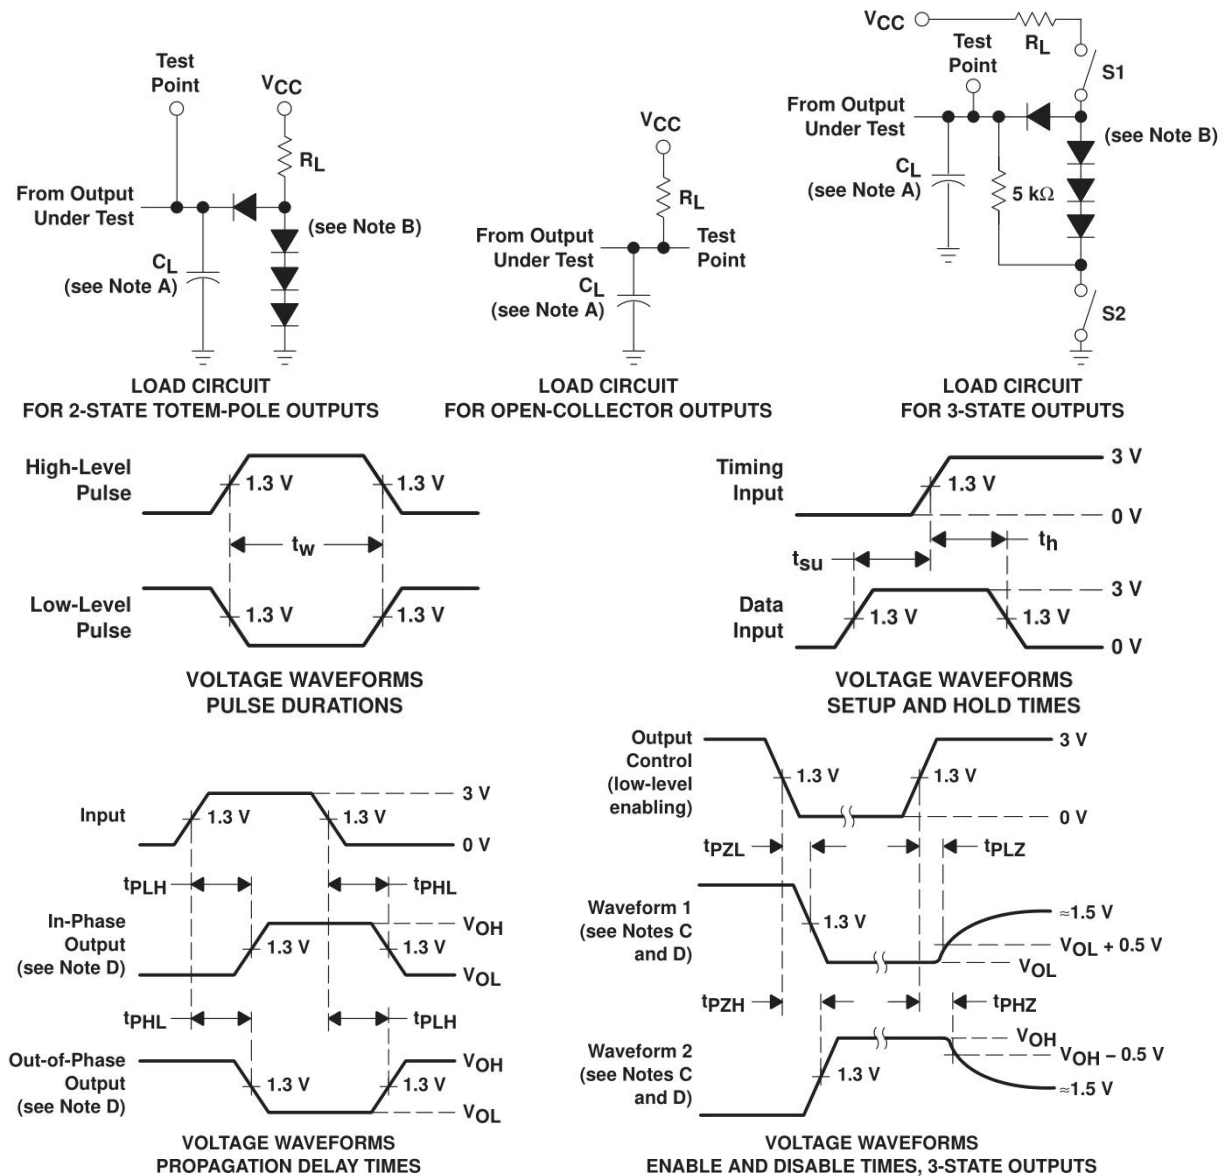 Test
Point
VCC
RL
From Output
Under Test
(see Note B)
CL
(see Note A)
LOAD CIRCUIT
FOR 2-STATE TOTEM-POLE OUTPUTS
VCC
RL
From Output
Under Test
Test
Point
CL
(see Note A)
LOAD CIRCUIT
FOR OPEN-COLLECTOR OUTPUTS
VCC
RL
Test
Point
S1
From Output
Under Test
(see Note B)
CL
(see Note A)
5 kΩ
S2
LOAD CIRCUIT
FOR 3-STATE OUTPUTS
High-Level
Pulse
1.3 V
1.3 V
tw
Low-Level
Pulse
1.3 V
1.3 V
VOLTAGE WAVEFORMS
PULSE DURATIONS
Timing
Input
1.3 V
3 V
0 V
th
tsu
Data
Input
1.3 V
1.3 V
3 V
0 V
VOLTAGE WAVEFORMS
SETUP AND HOLD TIMES
Input
1.3 V
1.3 V
3 V
0 V
tPLH
tPHL
In-Phase
Output
(see Note D)
1.3 V
1.3 V
VOH
VOL
tPHL
tPLH
Out-of-Phase
Output
(see Note D)
1.3 V
1.3 V
VOH
VOL
VOLTAGE WAVEFORMS
PROPAGATION DELAY TIMES
Output
Control
(low-level
enabling)
1.3 V
1.3 V
3 V
0 V
tPZL
tPLZ
Waveform 1
(see Notes C
and D)
1.3 V
≈1.5 V
VOL + 0.5 V
VOL
tPZH
tPHZ
Waveform 2
(see Notes C
and D)
1.3 V
VOH
VOH – 0.5 V
≈1.5 V
VOLTAGE WAVEFORMS
ENABLE AND DISABLE TIMES, 3-STATE OUTPUTS